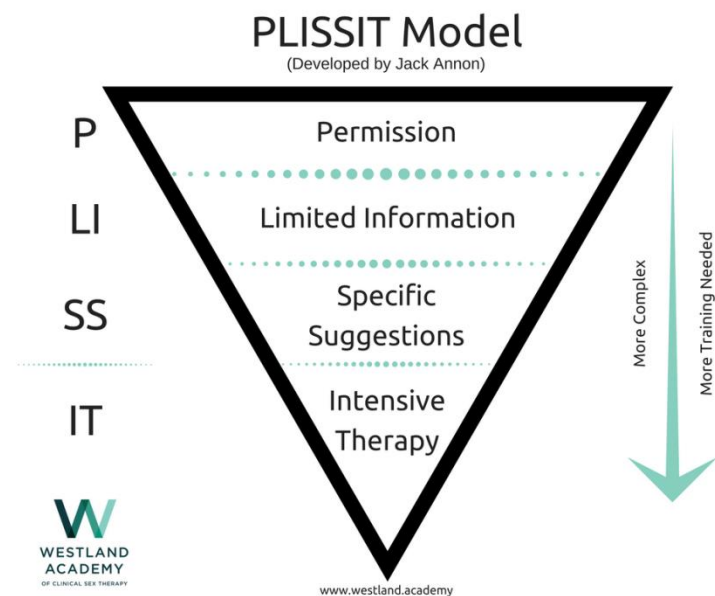 PLISSIT Model
(Developed by Jack Annon)
P
Permission
LI
Limited Information
SS
Specific
Suggestions
IT
Intensive
Therapy
More Complex
More Training Needed
WESTLAND
ACADEMY
OF CLINICAL SEX THERAPY
www.westland.academy